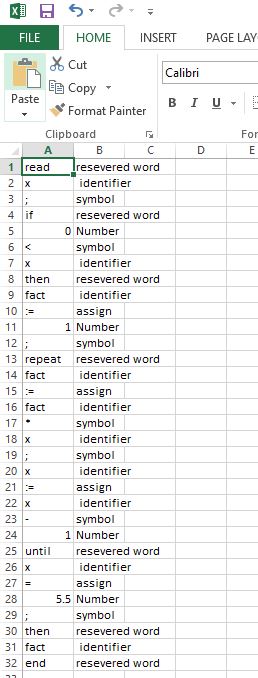 FILE HOME INSERT PAGE LAY
Cut
Copy
Format Painter
Paste
Calibri
B I U
Clipboard For
A B C D E
1 read resevered word
2 x identifier
3 ; symbol
4 if resevered word
5 0 Number
6 < symbol
7 x identifier
8 then resevered word
9 fact identifier
10 := assign
11 1 Number
12 ; symbol
13 repeat resevered word
14 fact identifier
15 := assign
16 fact identifier
17 * symbol
18 x identifier
19 ; symbol
20 x identifier
21 := assign
22 x identifier
23 - symbol
24 1 Number
25 until resevered word
26 x identifier
27 = assign
28 5.5 Number
29 ; symbol
30 then resevered word
31 fact identifier
32 end resevered word